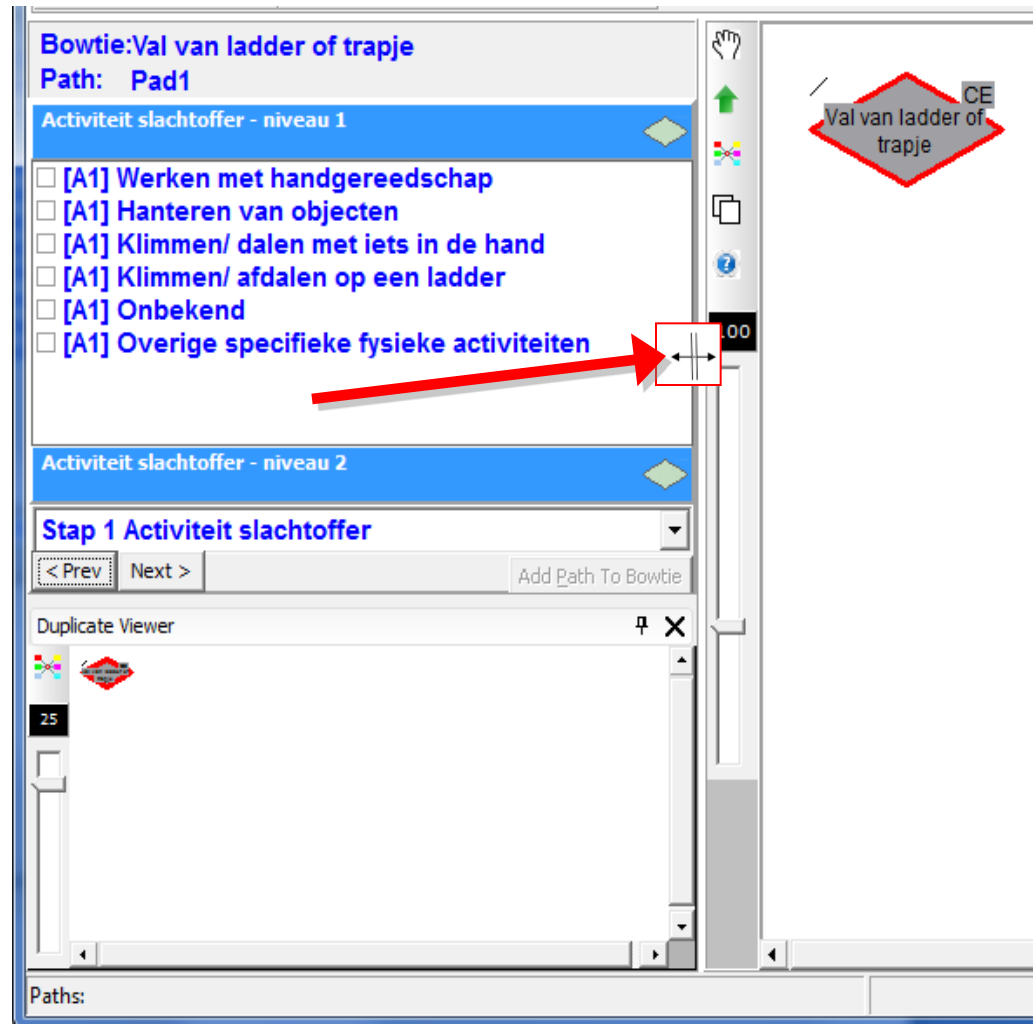 Bowtie:Val van ladder of trapje
Path: Pad1
Activiteit slachtoffer - niveau 1
[A1] Werken met handgereedschap
[A1] Hanteren van objecten
[A1] Klimmen/ dalen met iets in de hand
[A1] Klimmen/ afdalen op een ladder
[A1] Onbekend
[A1] Overige specifieke fysieke activiteiten
Activiteit slachtoffer - niveau 2
Stap 1 Activiteit slachtoffer
< Prev Next >
Add Path To Bowtie
Duplicate Viewer
25
Paths:
CE
Val van ladder of
trapje